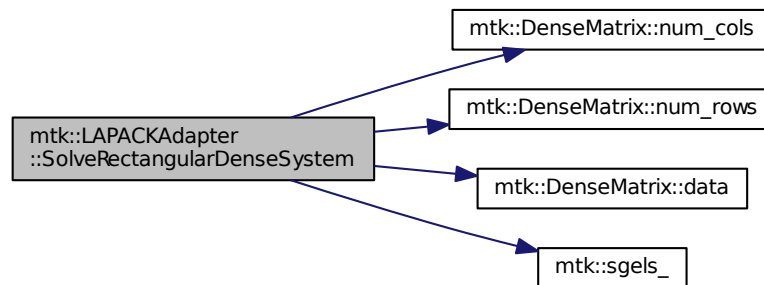 mtk::LAPACKAdapter
::SolveRectangularDenseSystem
mtk::DenseMatrix::num_cols
mtk::DenseMatrix::num_rows
mtk::DenseMatrix::data
mtk::sgels_